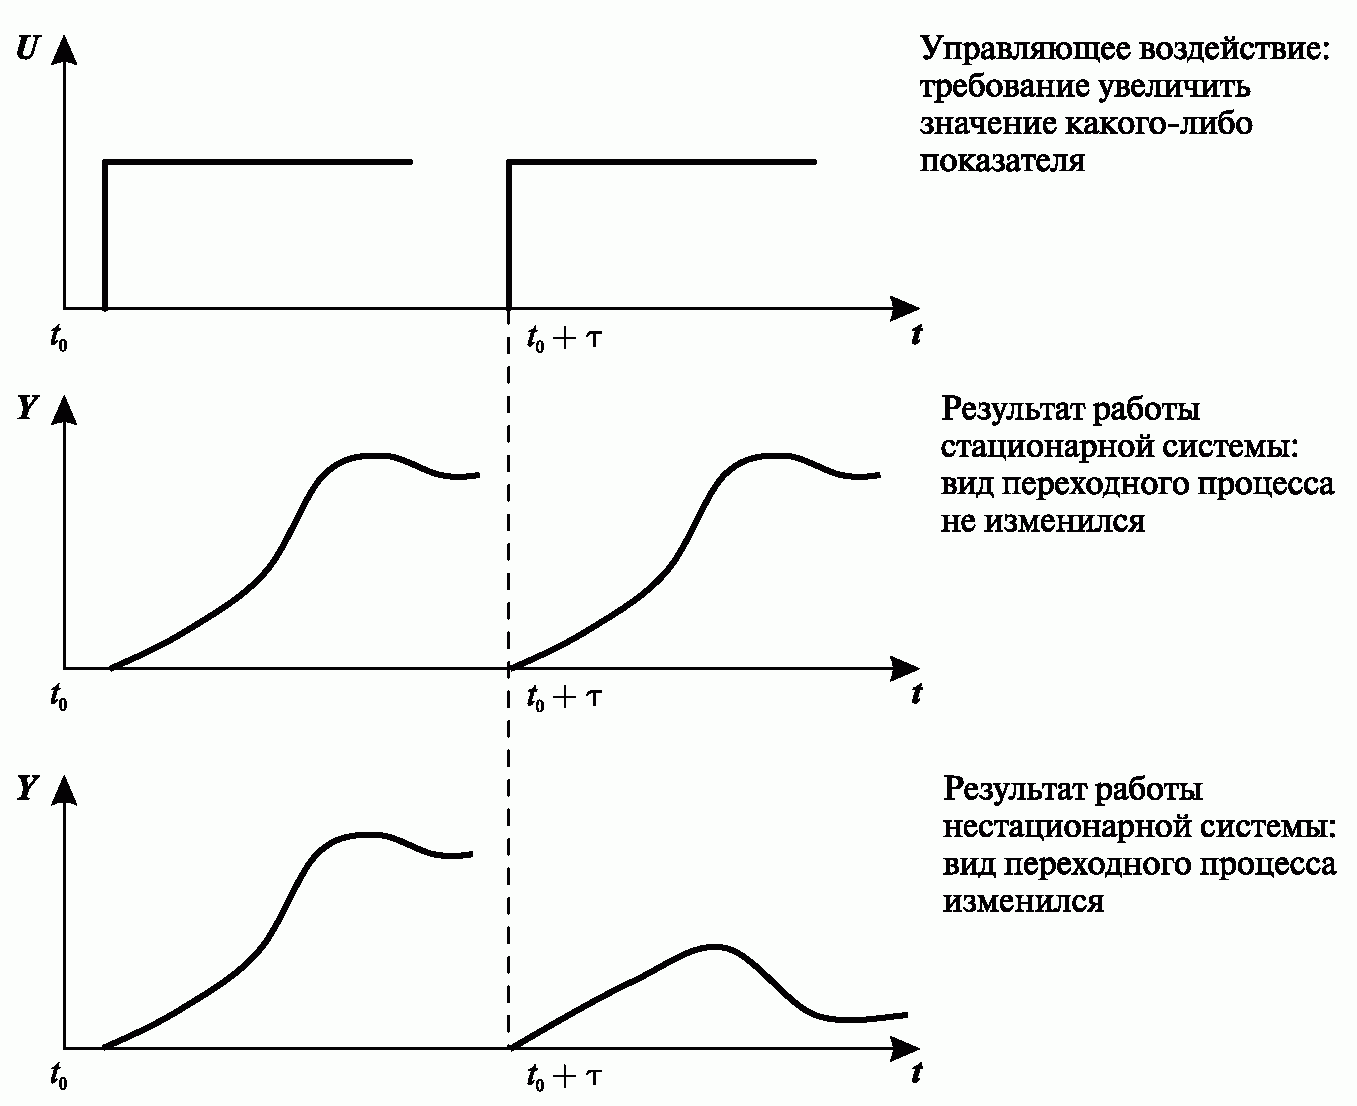 U
Управляющее воздействие:
требование увеличить
значение какого-либо
показателя
t₀
t₀ + τ
t
Y
Результат работы
стационарной системы:
вид переходного процесса
не изменился
t₀
t₀ + τ
t
Y
Результат работы
нестационарной системы:
вид переходного процесса
изменился
t₀
t₀ + τ
t